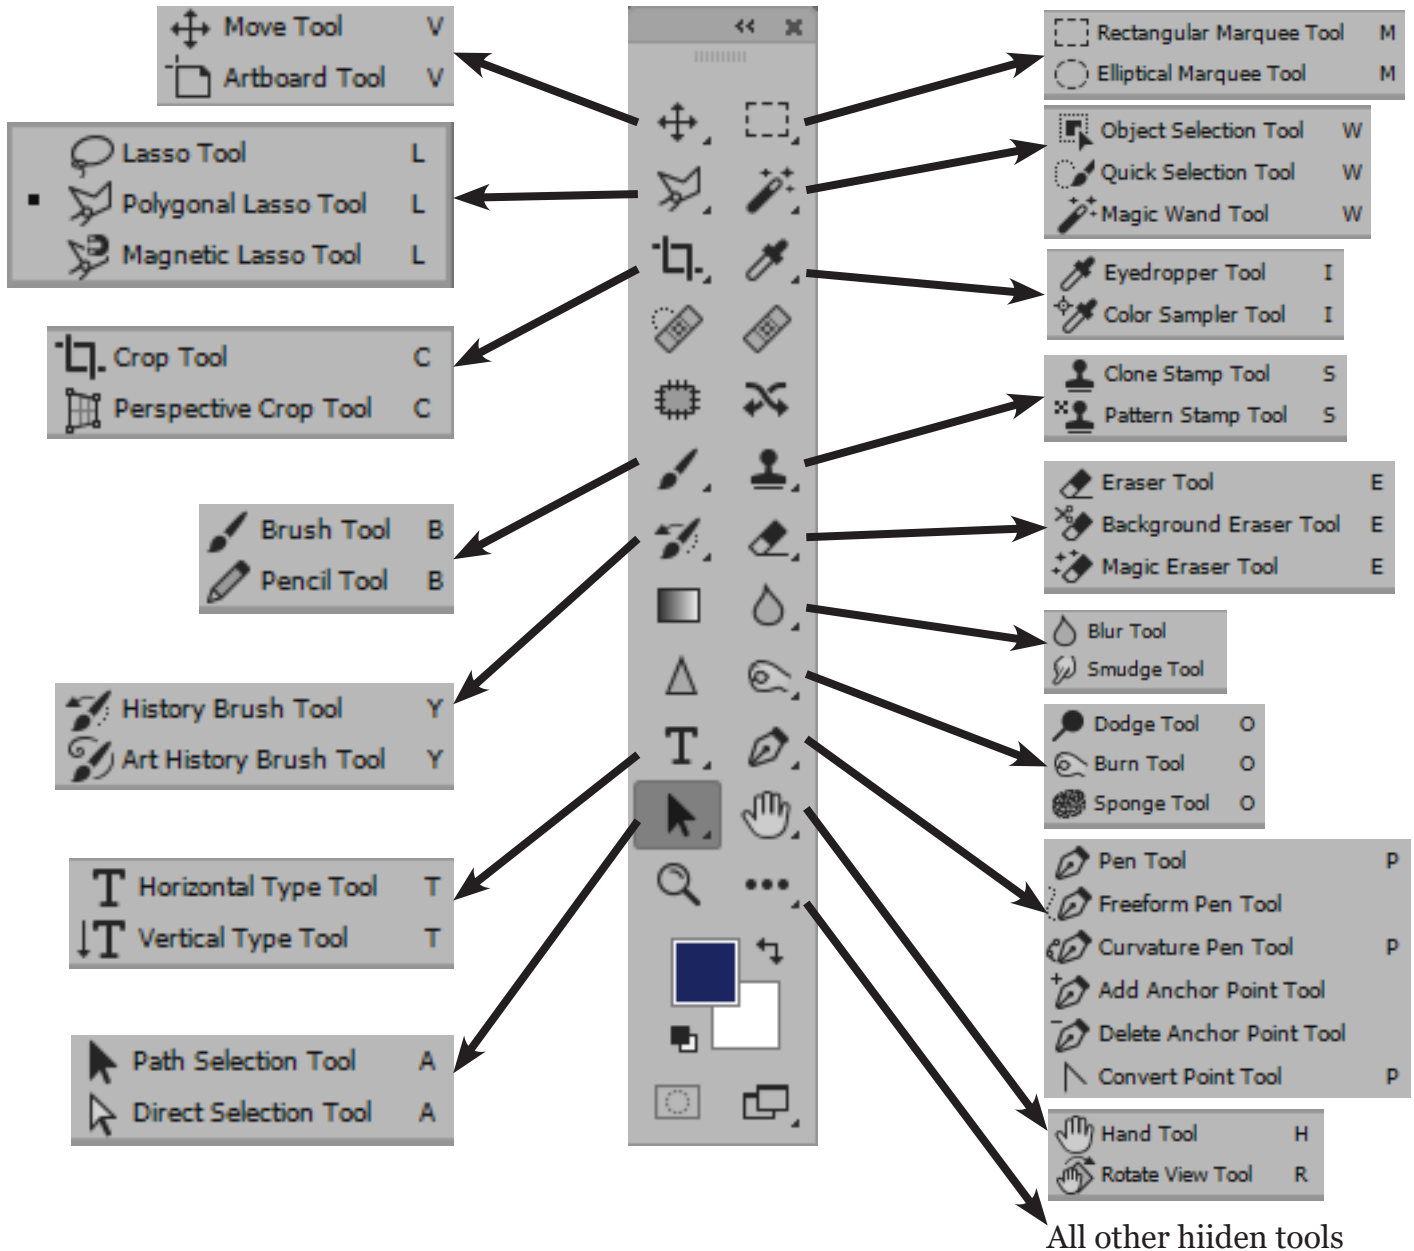 Move Tool V
Artboard Tool V
Lasso Tool L
Polygonal Lasso Tool L
Magnetic Lasso Tool L
Crop Tool C
Perspective Crop Tool C
Brush Tool B
Pencil Tool B
History Brush Tool Y
Art History Brush Tool Y
Horizontal Type Tool T
Vertical Type Tool T
Path Selection Tool A
Direct Selection Tool A
Rectangular Marquee Tool M
Elliptical Marquee Tool M
Object Selection Tool W
Quick Selection Tool W
Magic Wand Tool W
Eyedropper Tool I
Color Sampler Tool I
Clone Stamp Tool S
Pattern Stamp Tool S
Eraser Tool E
Background Eraser Tool E
Magic Eraser Tool E
Blur Tool
Smudge Tool
Dodge Tool O
Burn Tool O
Sponge Tool O
Pen Tool P
Freeform Pen Tool
Curvature Pen Tool P
Add Anchor Point Tool
Delete Anchor Point Tool
Convert Point Tool P
Hand Tool H
Rotate View Tool R
All other hiiden tools